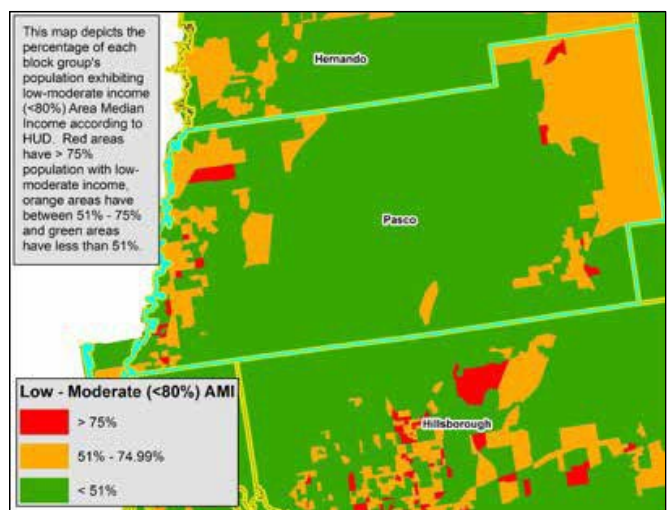 This map depicts the
percentage of each
block group's
population exhibiting
low-moderate income
(<80%) Area Median
Income according to
HUD. Red areas
have > 75%
population with low-
moderate income,
orange areas have
between 51% - 75%
and green areas
have less than 51%.
Hernando
Pasco
Hillsborough
Low - Moderate (<80%) AMI
> 75%
51% - 74.99%
< 51%